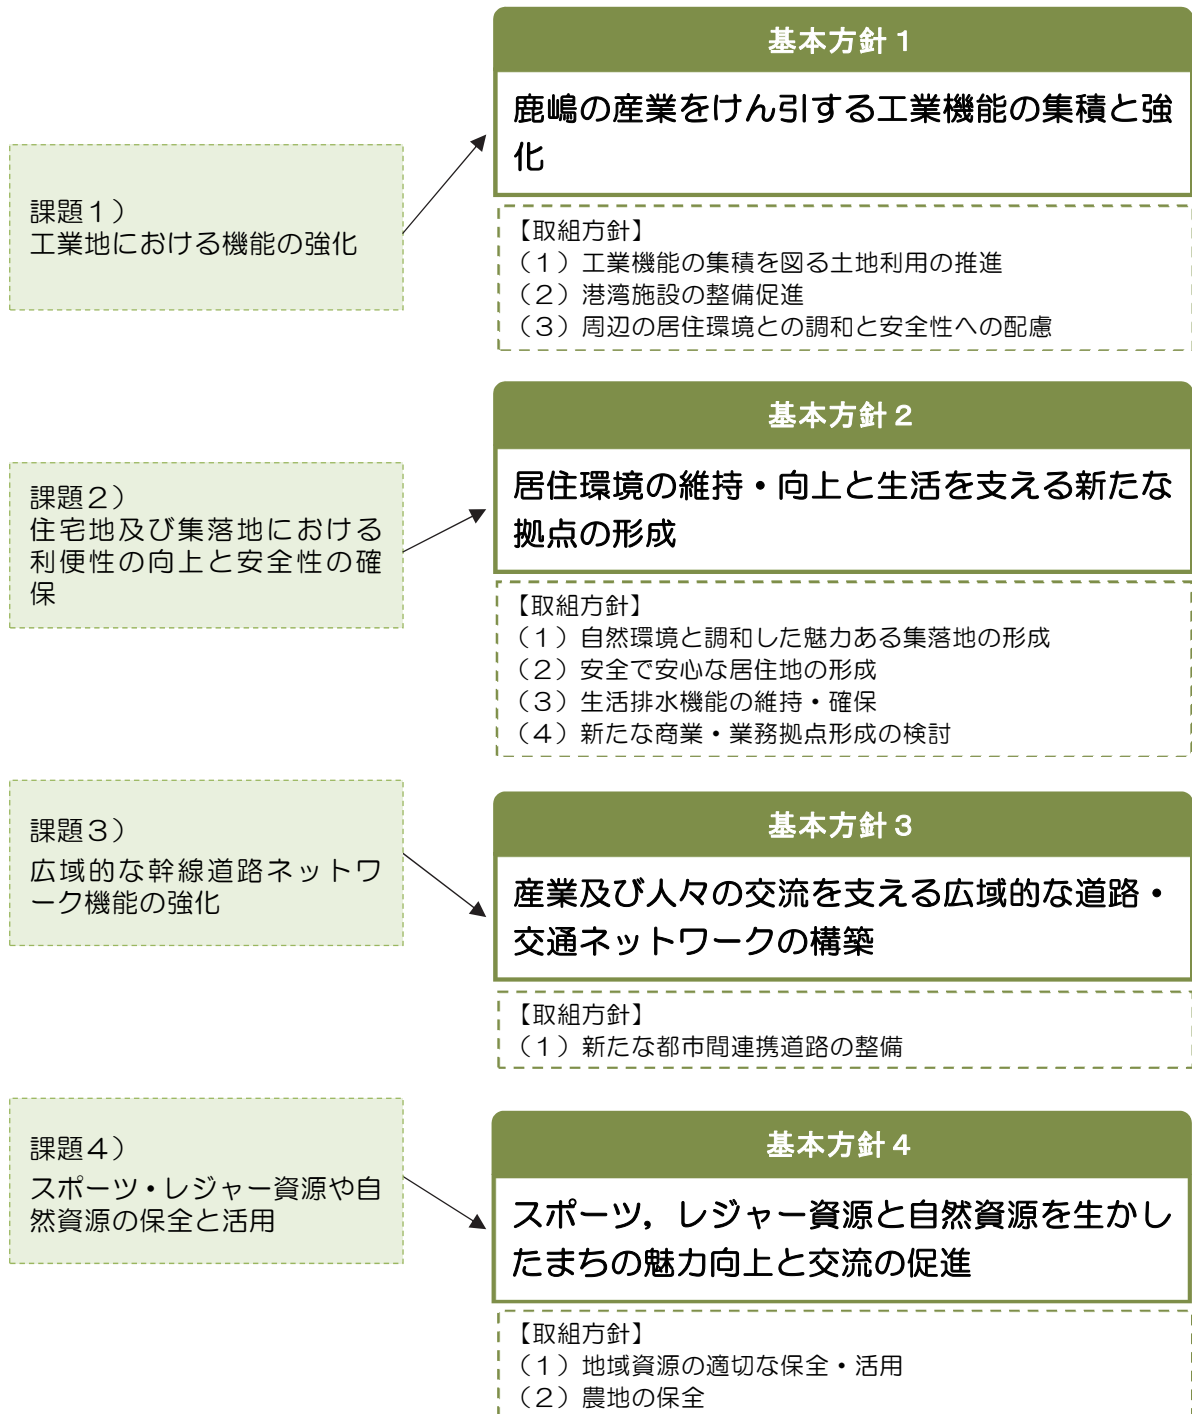 課題１）
工業地における機能の強化
基本方針１
鹿嶋の産業をけん引する工業機能の集積と強
化
【取組方針】
（１）工業機能の集積を図る土地利用の推進
（２）港湾施設の整備促進
（３）周辺の居住環境との調和と安全性への配慮
課題２）
住宅地及び集落地における
利便性の向上と安全性の確
保
基本方針２
居住環境の維持・向上と生活を支える新たな
拠点の形成
【取組方針】
（１）自然環境と調和した魅力ある集落地の形成
（２）安全で安心な居住地の形成
（３）生活排水機能の維持・確保
（４）新たな商業・業務拠点形成の検討
課題３）
広域的な幹線道路ネットワ
ーク機能の強化
基本方針３
産業及び人々の交流を支える広域的な道路・
交通ネットワークの構築
【取組方針】
（１）新たな都市間連携道路の整備
課題４）
スポーツ・レジャー資源や自
然資源の保全と活用
基本方針４
スポーツ，レジャー資源と自然資源を生かし
たまちの魅力向上と交流の促進
【取組方針】
（１）地域資源の適切な保全・活用
（２）農地の保全